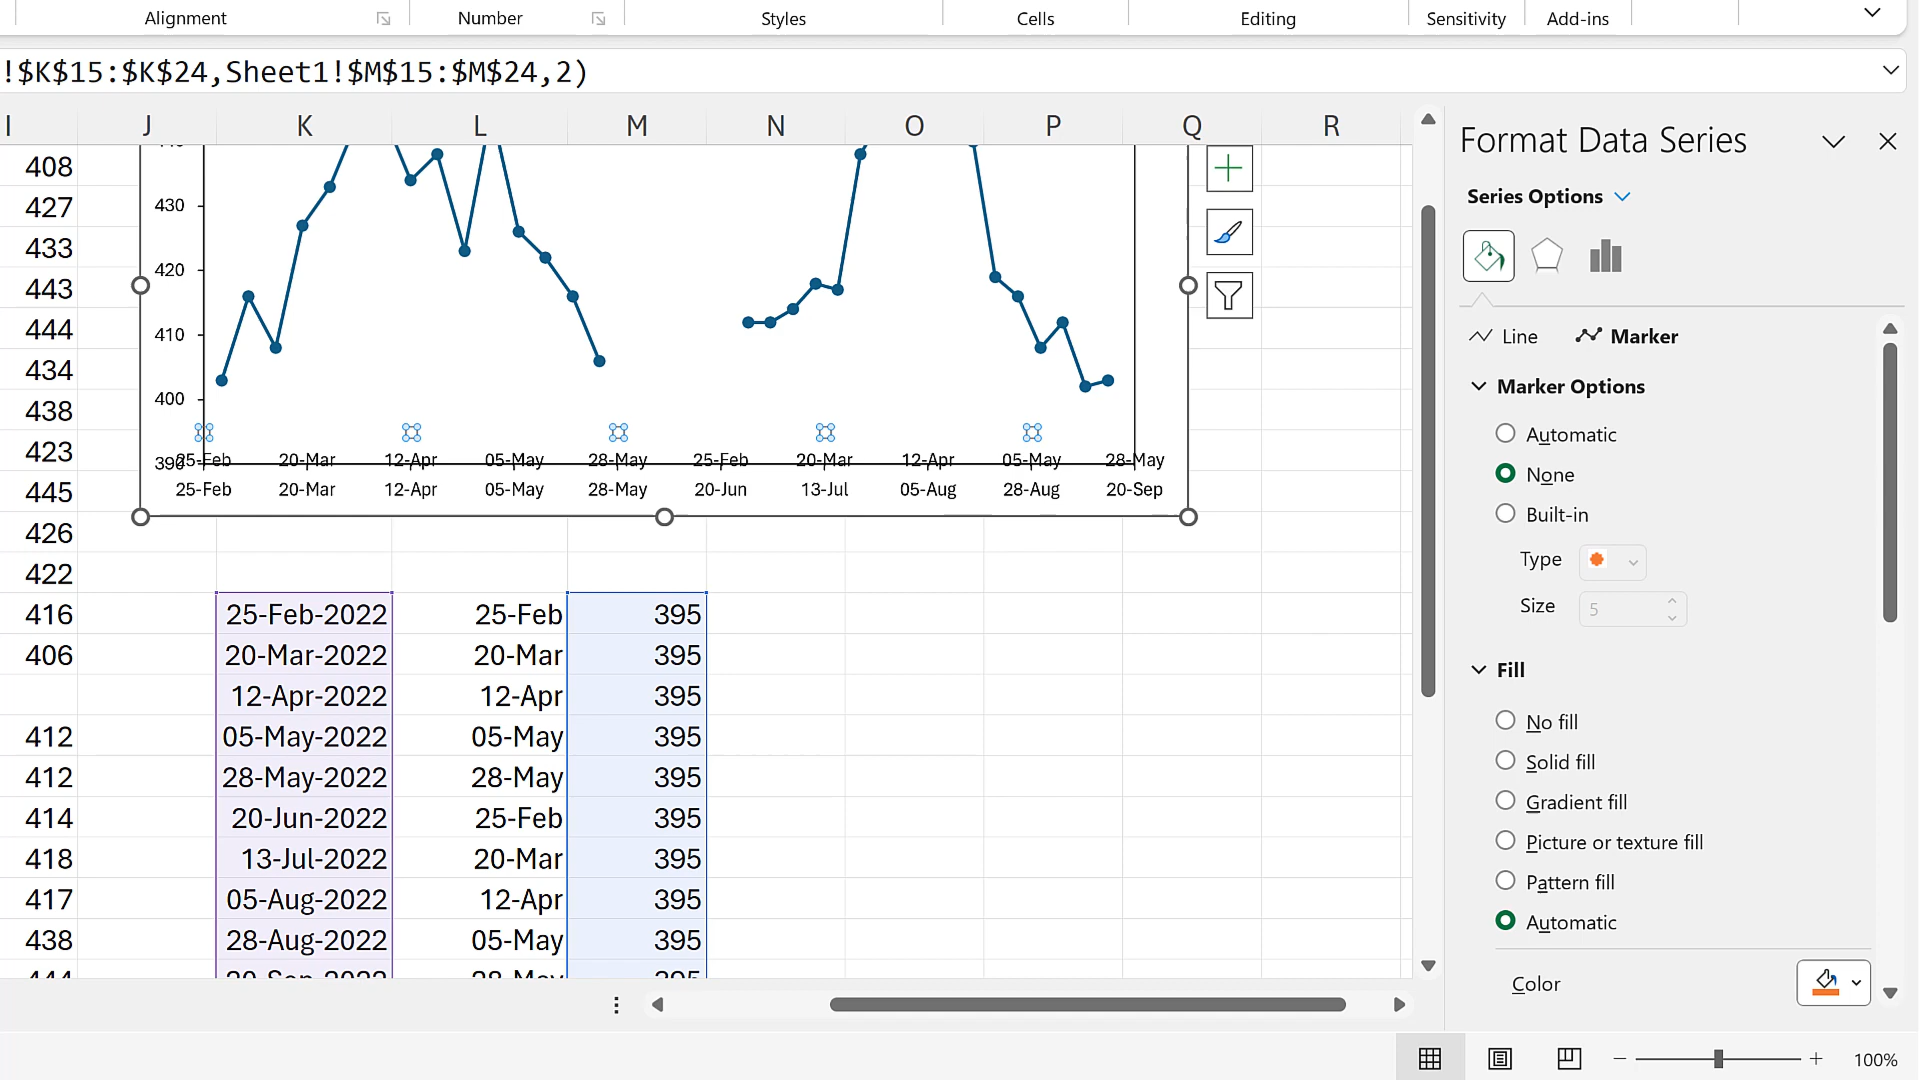 Alignment
Number
Styles
Cells
Editing
Sensitivity
Add-ins
!$K$15:$K$24,Sheet1!$M$15:$M$24,2)
I J K L M N O P Q R
408
427
433
443
444
434
438
423
445
426
422
416
406
412
412
414
418
417
438
430
420
410
400
390
25-Feb 20-Mar 12-Apr 05-May 28-May 25-Feb 20-Mar 12-Apr 05-May 28-May
25-Feb 20-Mar 12-Apr 05-May 28-May 20-Jun 13-Jul 05-Aug 28-Aug 20-Sep
25-Feb-2022 25-Feb 395
20-Mar-2022 20-Mar 395
12-Apr-2022 12-Apr 395
05-May-2022 05-May 395
28-May-2022 28-May 395
20-Jun-2022 25-Feb 395
13-Jul-2022 20-Mar 395
05-Aug-2022 12-Apr 395
28-Aug-2022 05-May 395
Format Data Series
Series Options
Line
Marker
Marker Options
Automatic
None
Built-in
Type
Size 5
Fill
No fill
Solid fill
Gradient fill
Picture or texture fill
Pattern fill
Automatic
Color
100%